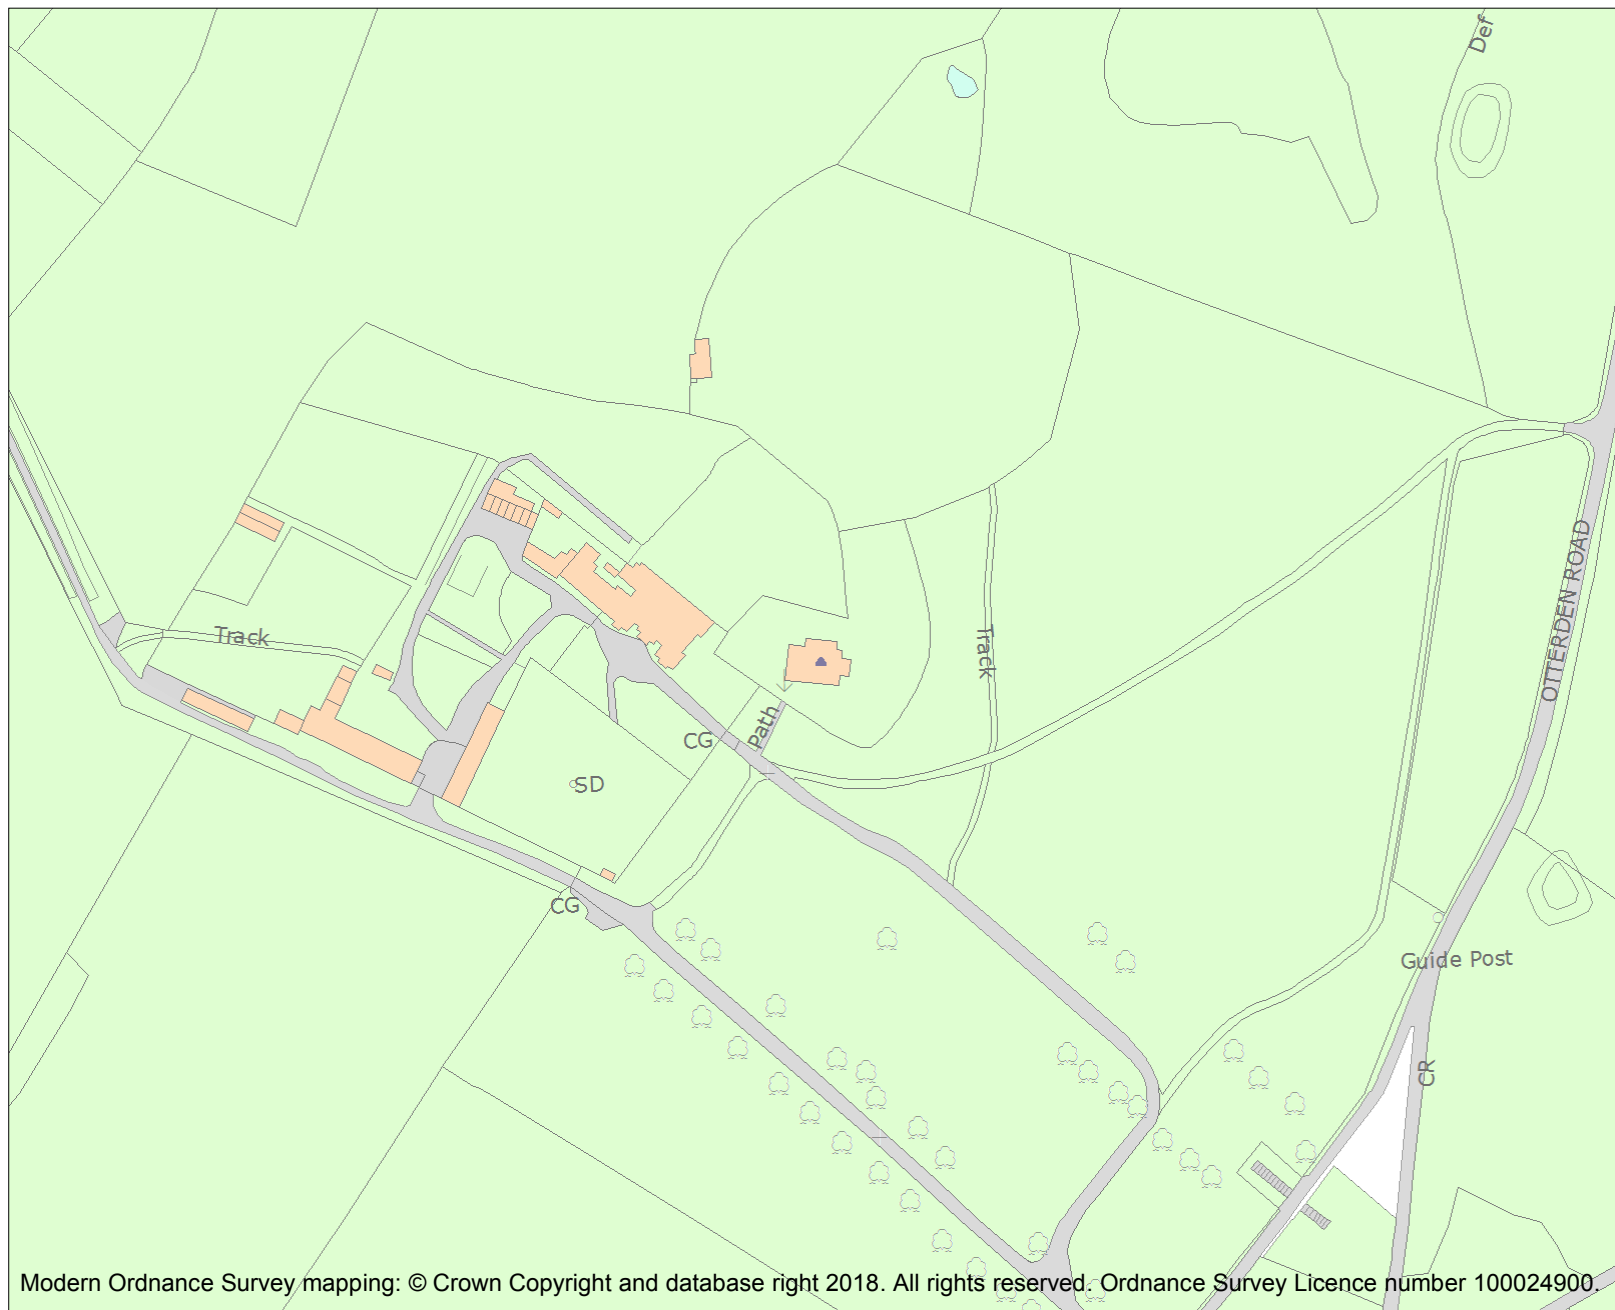 Def
OTTERDEN ROAD
Track
Track
Path
CG
SD
CG
Guide Post
CR
Modern Ordnance Survey mapping: © Crown Copyright and database right 2018. All rights reserved. Ordnance Survey Licence number 100024900.